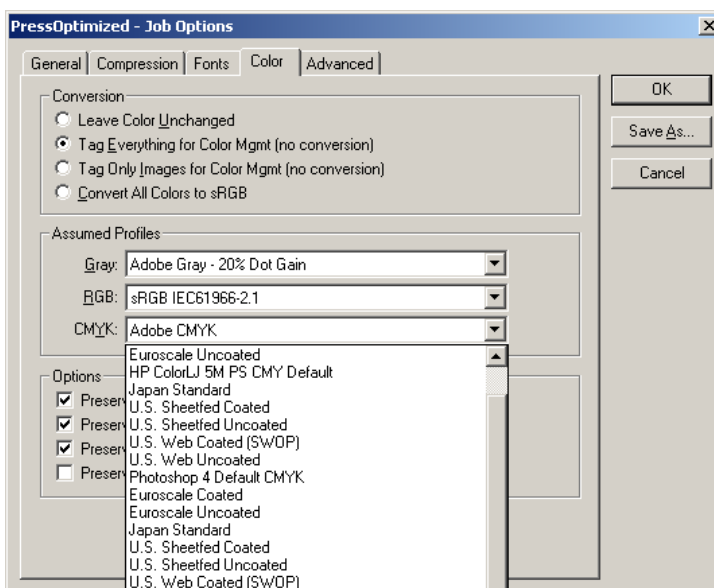 PressOptimized - Job Options
General Compression Fonts Color Advanced
OK
Save As...
Cancel
Conversion
Leave Color Unchanged
Tag Everything for Color Mgmt (no conversion)
Tag Only Images for Color Mgmt (no conversion)
Convert All Colors to sRGB
Assumed Profiles
Gray: Adobe Gray - 20% Dot Gain
RGB: sRGB IEC61966-2.1
CMYK: Adobe CMYK
Euroscale Uncoated
HP ColorLJ 5M PS CMY Default
Japan Standard
U.S. Sheetfed Coated
U.S. Sheetfed Uncoated
U.S. Web Coated (SWOP)
U.S. Web Uncoated
Photoshop 4 Default CMYK
Euroscale Coated
Euroscale Uncoated
Japan Standard
U.S. Sheetfed Coated
U.S. Sheetfed Uncoated
U.S. Web Coated (SWOP)
Options
Preser
Preser
Preser
Preser